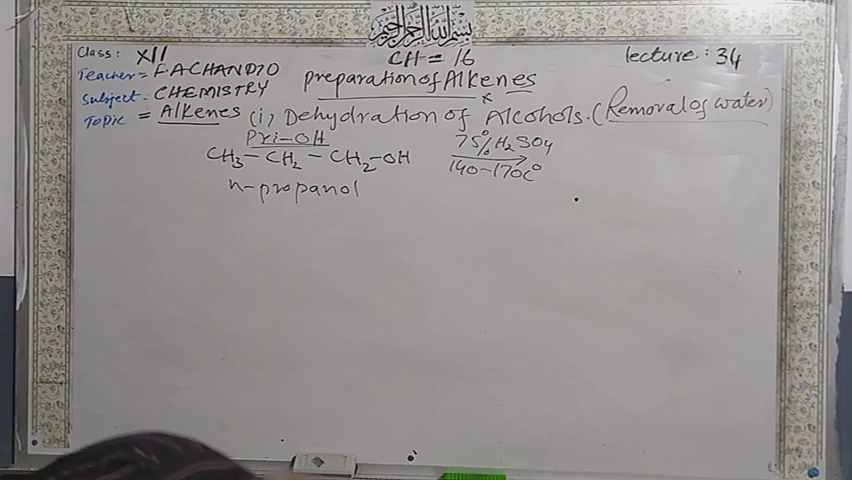 بسم الله الرحمن الرحيم
Class: XII
CH = 16
lecture: 34
Teacher = F.ACHANDIO
preparation of Alkenes
Subject: CHEMISTRY
Topic = Alkenes (i) Dehydration of Alcohols. (Removal of water)
Pri-OH
75% H2SO4
CH3-CH2-CH2-OH
140-170C°
n-propanol